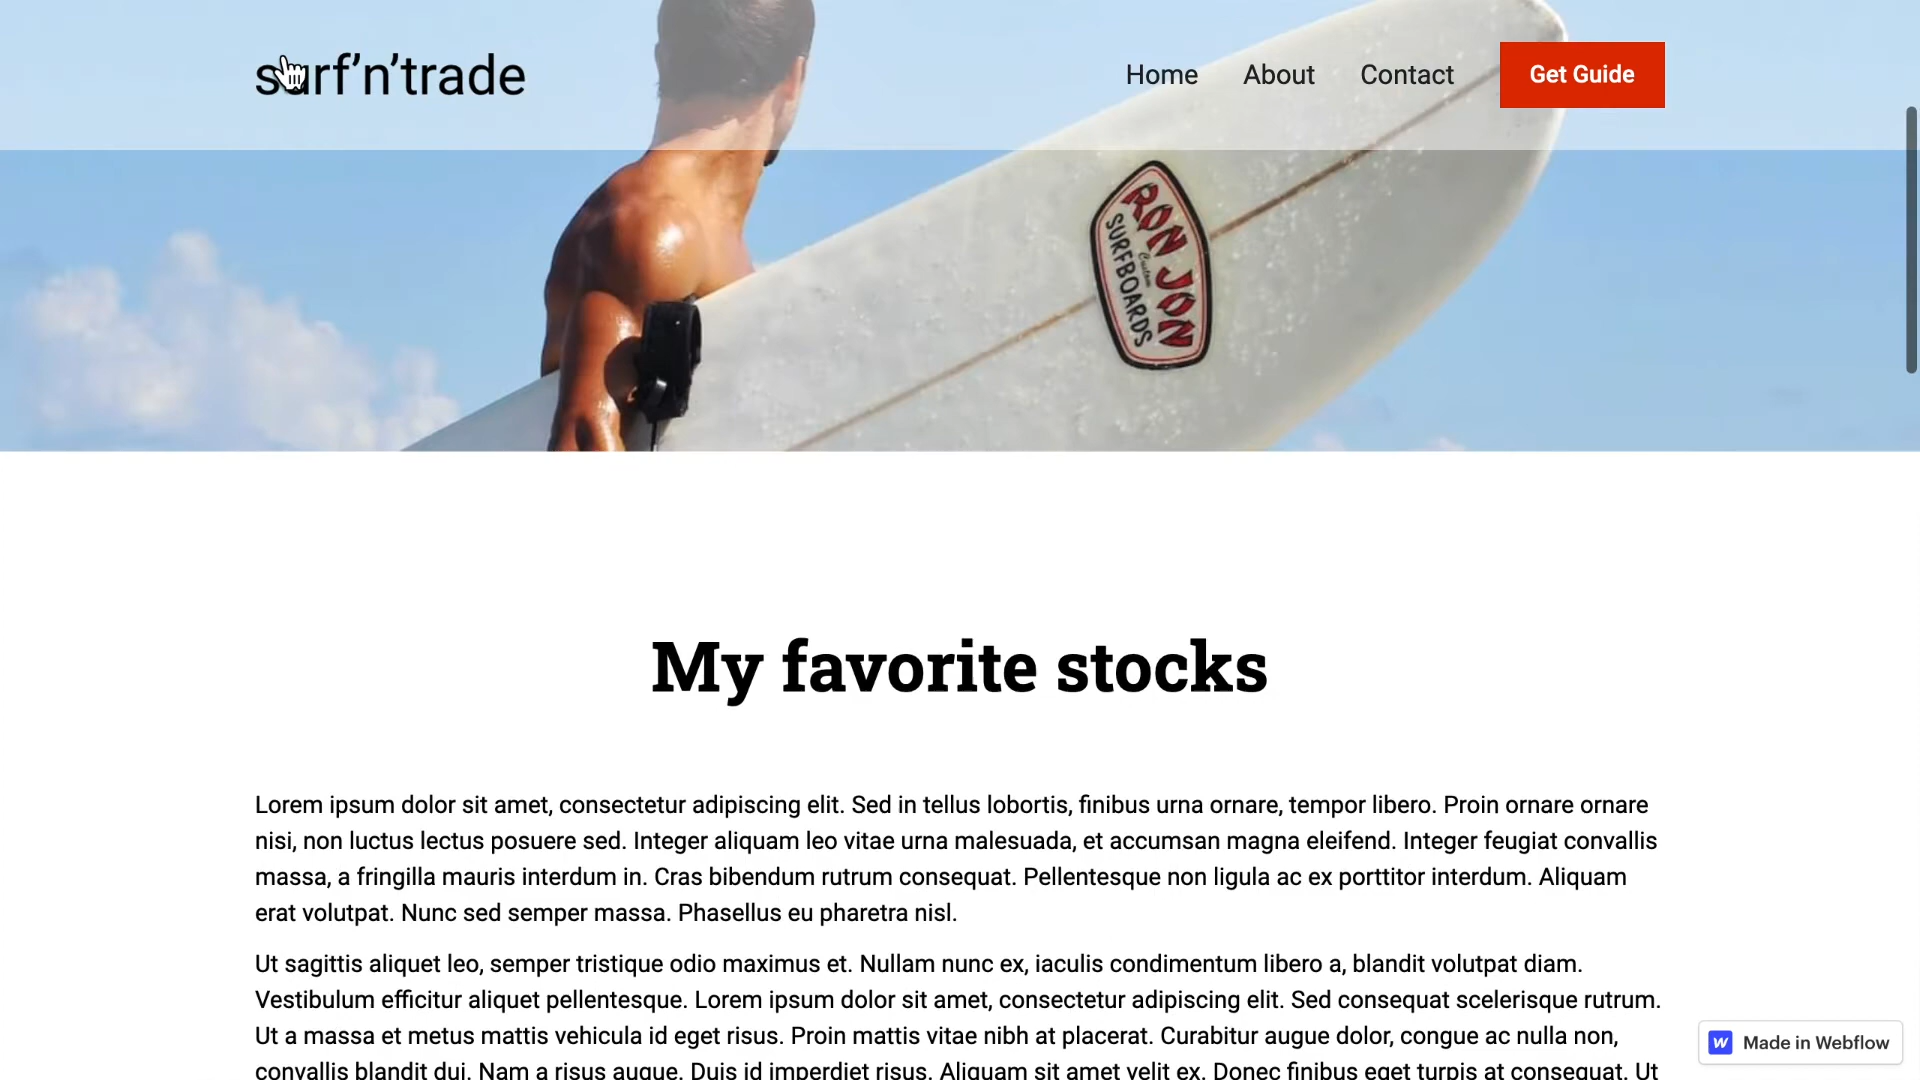 surf’n’trade
Home
About
Contact
Get Guide
RON JON
Custom
SURFBOARDS
My favorite stocks
Lorem ipsum dolor sit amet, consectetur adipiscing elit. Sed in tellus lobortis, finibus urna ornare, tempor libero. Proin ornare ornare
nisi, non luctus lectus posuere sed. Integer aliquam leo vitae urna malesuada, et accumsan magna eleifend. Integer feugiat convallis
massa, a fringilla mauris interdum in. Cras bibendum rutrum consequat. Pellentesque non ligula ac ex porttitor interdum. Aliquam
erat volutpat. Nunc sed semper massa. Phasellus eu pharetra nisl.
Ut sagittis aliquet leo, semper tristique odio maximus et. Nullam nunc ex, iaculis condimentum libero a, blandit volutpat diam.
Vestibulum efficitur aliquet pellentesque. Lorem ipsum dolor sit amet, consectetur adipiscing elit. Sed consequat scelerisque rutrum.
Ut a massa et metus mattis vehicula id eget risus. Proin mattis vitae nibh at placerat. Curabitur augue dolor, congue ac nulla non,
convallis blandit dui. Nam a risus augue. Duis id imperdiet risus. Aliquam sit amet velit ex. Donec finibus eget turpis at consequat. Ut
W Made in Webflow